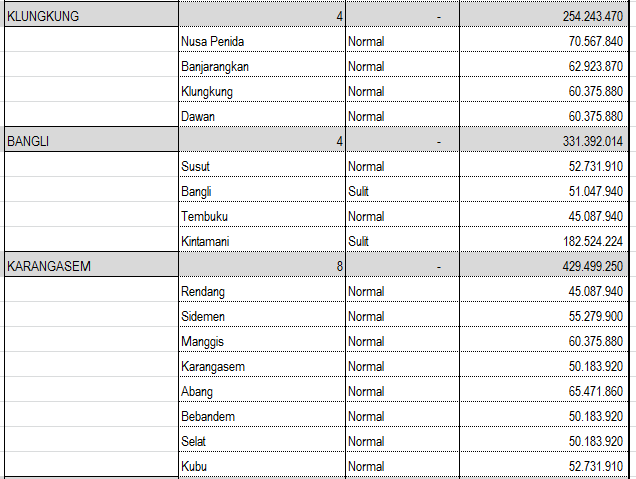 KLUNGKUNG 4 - 254.243.470
Nusa Penida Normal 70.567.840
Banjarangkan Normal 62.923.870
Klungkung Normal 60.375.880
Dawan Normal 60.375.880
BANGLI 4 - 331.392.014
Susut Normal 52.731.910
Bangli Sulit 51.047.940
Tembuku Normal 45.087.940
Kintamani Sulit 182.524.224
KARANGASEM 8 - 429.499.250
Rendang Normal 45.087.940
Sidemen Normal 55.279.900
Manggis Normal 60.375.880
Karangasem Normal 50.183.920
Abang Normal 65.471.860
Bebandem Normal 50.183.920
Selat Normal 50.183.920
Kubu Normal 52.731.910